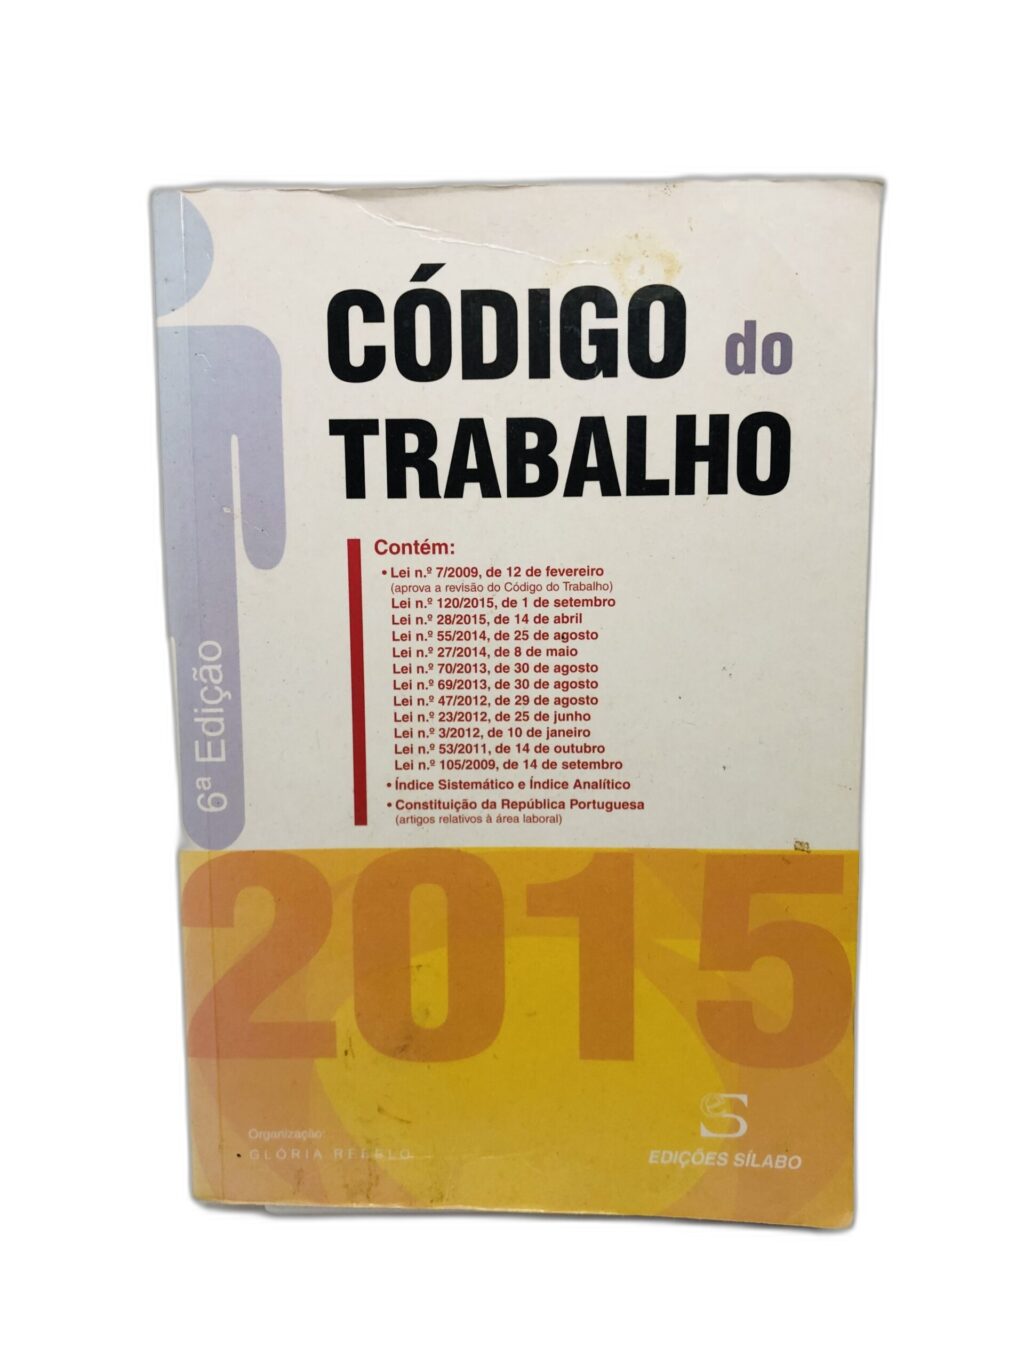 CÓDIGO do
TRABALHO
Contém:
• Lei n.º 7/2009, de 12 de fevereiro
(aprova a revisão do Código do Trabalho)
Lei n.º 120/2015, de 1 de setembro
Lei n.º 28/2015, de 14 de abril
Lei n.º 55/2014, de 25 de agosto
Lei n.º 27/2014, de 8 de maio
Lei n.º 70/2013, de 30 de agosto
Lei n.º 69/2013, de 30 de agosto
Lei n.º 47/2012, de 29 de agosto
Lei n.º 23/2012, de 25 de junho
Lei n.º 3/2012, de 10 de janeiro
Lei n.º 53/2011, de 14 de outubro
Lei n.º 105/2009, de 14 de setembro
• Índice Sistemático e Índice Analítico
• Constituição da República Portuguesa
(artigos relativos à área laboral)
6ª Edição
2015
Organização:
GLÓRIA REBELO
S
EDIÇÕES SÍLABO